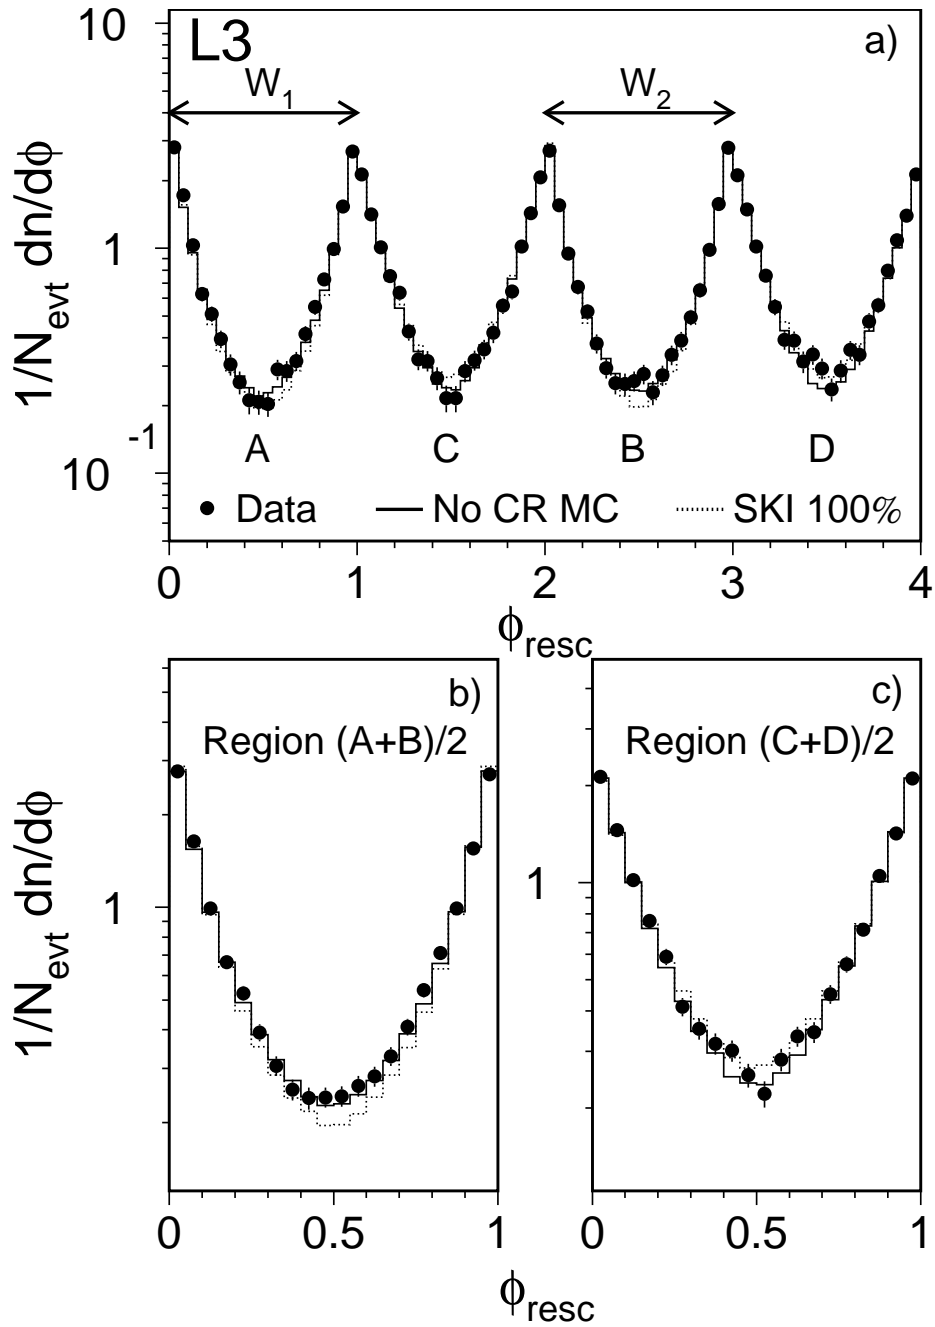 10
L3
a)
W1
W2
1
1/Nevt dn/dϕ
10-1
A
C
B
D
Data
No CR MC
SKI 100%
0 1 2 3 4
ϕresc
b)
Region (A+B)/2
c)
Region (C+D)/2
1/Nevt dn/dϕ
1
1
0 0.5 1
0 0.5 1
ϕresc